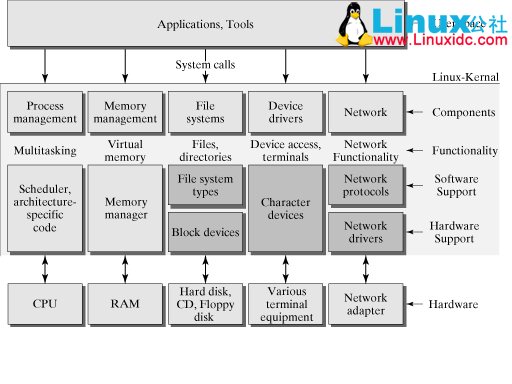 Applications, Tools
Linux公社
www.Linuxidc.com
System calls
Linux-Kernal
Process
management
Memory
management
File
systems
Device
drivers
Network
Components
Multitasking
Virtual
memory
Files,
directories
Device access,
terminals
Network
Functionality
Functionality
Scheduler,
architecture-
specific
code
Memory
manager
File system
types
Block devices
Character
devices
Network
protocols
Network
drivers
Software
Support
Hardware
Support
CPU
RAM
Hard disk,
CD, Floppy
disk
Various
terminal
equipment
Network
adapter
Hardware